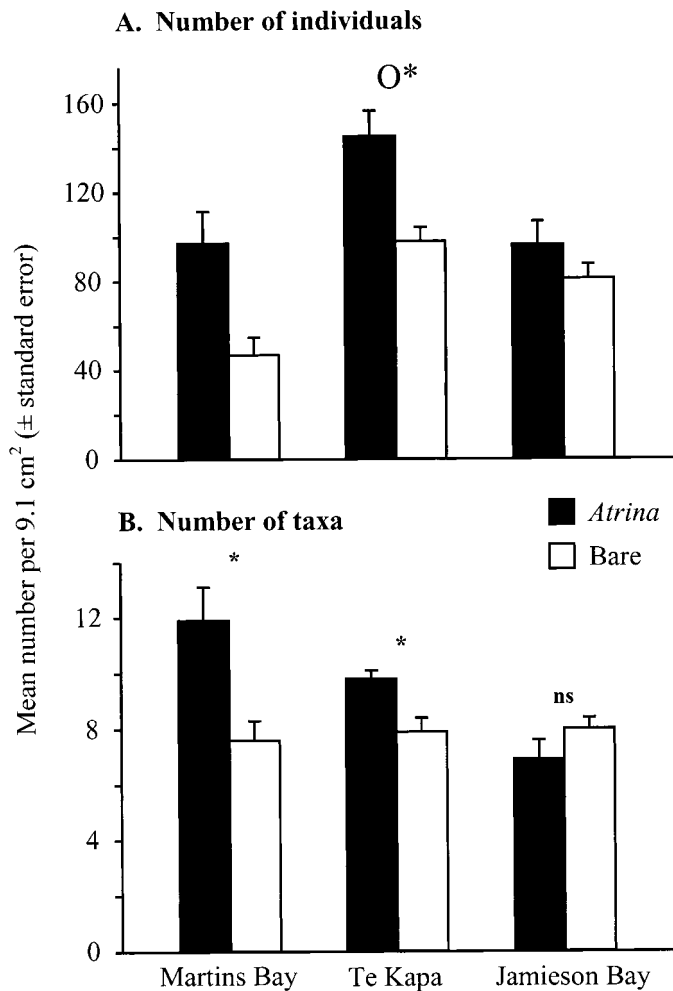 A. Number of individuals
O*
160
120
80
40
0
Mean number per 9.1 cm² (± standard error)
B. Number of taxa
Atrina
Bare
*
*
ns
12
8
4
0
Martins Bay Te Kapa Jamieson Bay